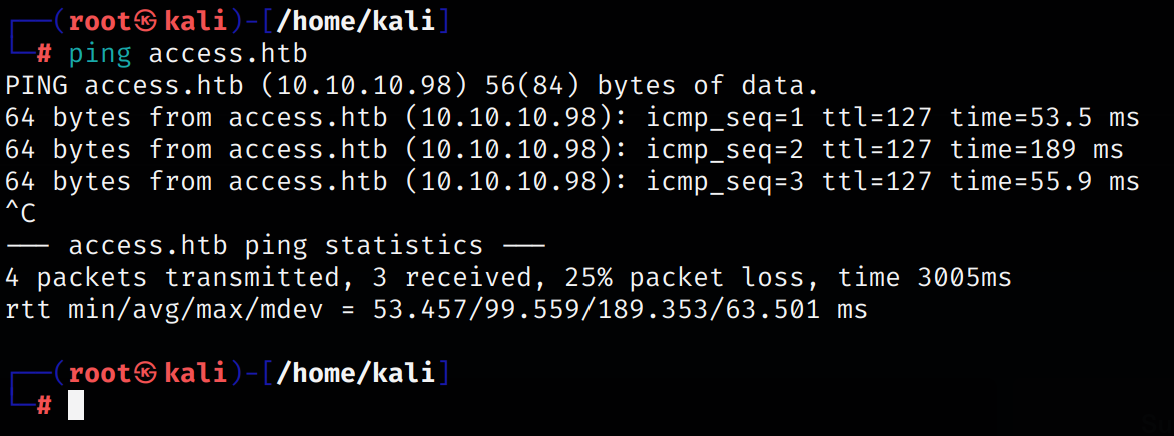 ┌──(root㉿kali)-[/home/kali]
└─# ping access.htb
PING access.htb (10.10.10.98) 56(84) bytes of data.
64 bytes from access.htb (10.10.10.98): icmp_seq=1 ttl=127 time=53.5 ms
64 bytes from access.htb (10.10.10.98): icmp_seq=2 ttl=127 time=189 ms
64 bytes from access.htb (10.10.10.98): icmp_seq=3 ttl=127 time=55.9 ms
^C
--- access.htb ping statistics ---
4 packets transmitted, 3 received, 25% packet loss, time 3005ms
rtt min/avg/max/mdev = 53.457/99.559/189.353/63.501 ms
┌──(root㉿kali)-[/home/kali]
└─#